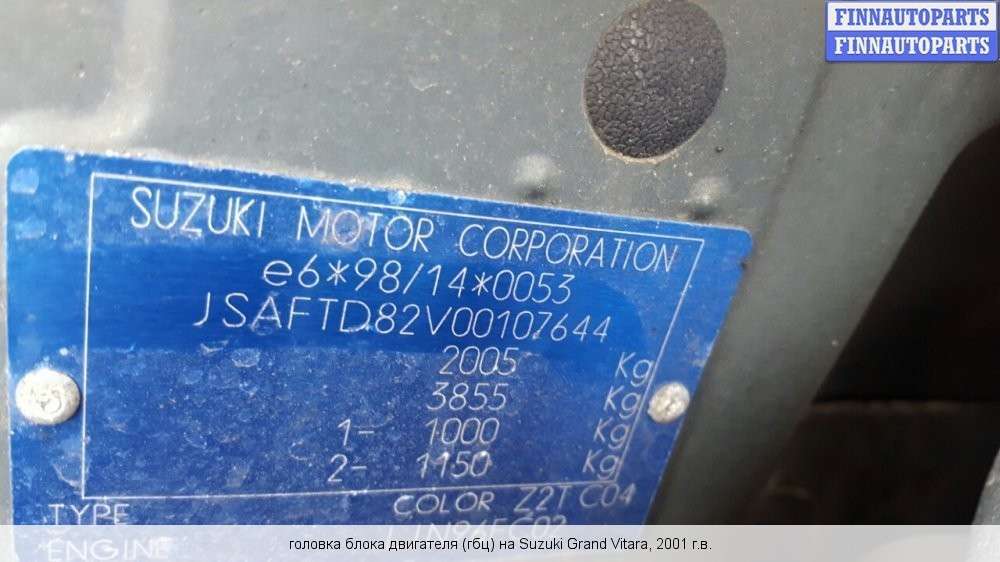 FINNAUTOPARTS
FINNAUTOPARTS
SUZUKI MOTOR CORPORATION
e6*98/14*0053
JSAFTD82V00107644
2005 Kg
3855 Kg
1- 1000 Kg
2- 1150 Kg
COLOR Z2T C04
TYPE
ENGINE
головка блока двигателя (гбц) на Suzuki Grand Vitara, 2001 г.в.